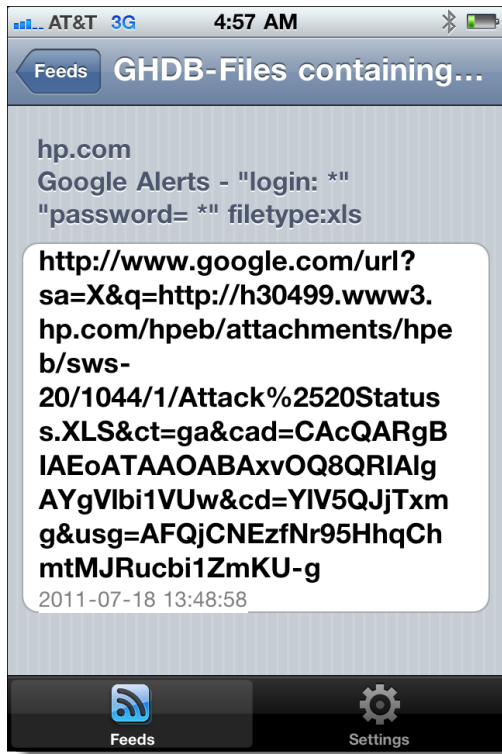 AT&T 3G 4:57 AM
Feeds GHDB-Files containing...
hp.com
Google Alerts - "login: *"
"password= *" filetype:xls
http://www.google.com/url?
sa=X&q=http://h30499.www3.
hp.com/hpeb/attachments/hpe
b/sws-
20/1044/1/Attack%2520Status
s.XLS&ct=ga&cad=CAcQARgB
IAEoATAAOABAxvOQ8QRIAlg
AYgVlbi1VUw&cd=YlV5QJjTxm
g&usg=AFQjCNEzfNr95HhqCh
mtMJRucbi1ZmKU-g
2011-07-18 13:48:58
Feeds Settings